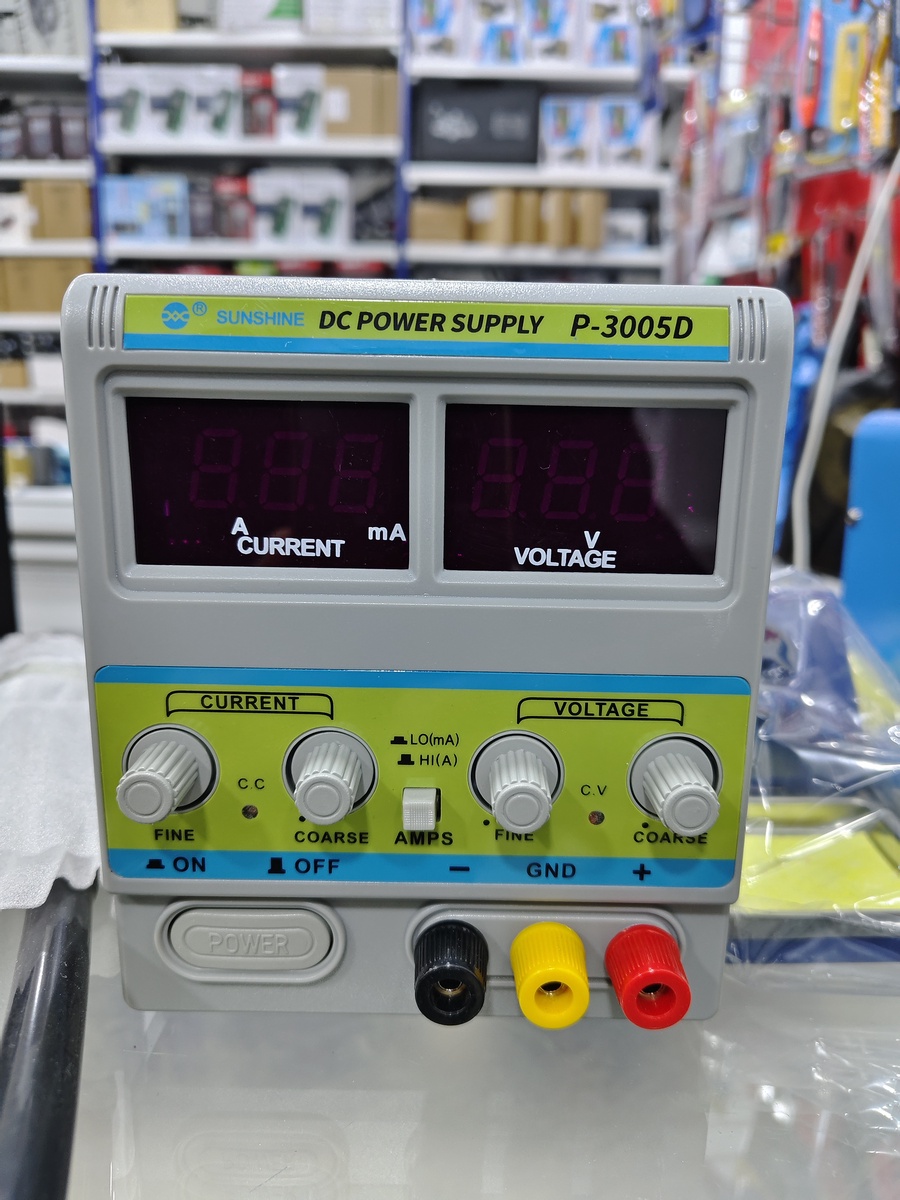 ® SUNSHINE DC POWER SUPPLY P-3005D
A mA
CURRENT
V
VOLTAGE
CURRENT VOLTAGE
LO(mA)
HI(A)
C.C C.V
FINE COARSE AMPS FINE COARSE
ON OFF − GND +
POWER